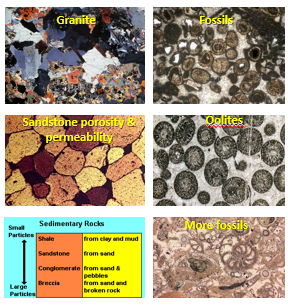 Granite
Fossils
Sandstone porosity &
permeability
Oolites
Sedimentary Rocks
Small
Particles
Large
Particles
Shale
from clay and mud
Sandstone
from sand
Conglomerate
from sand &
pebbles
Breccia
from sand and
broken rock
More fossils